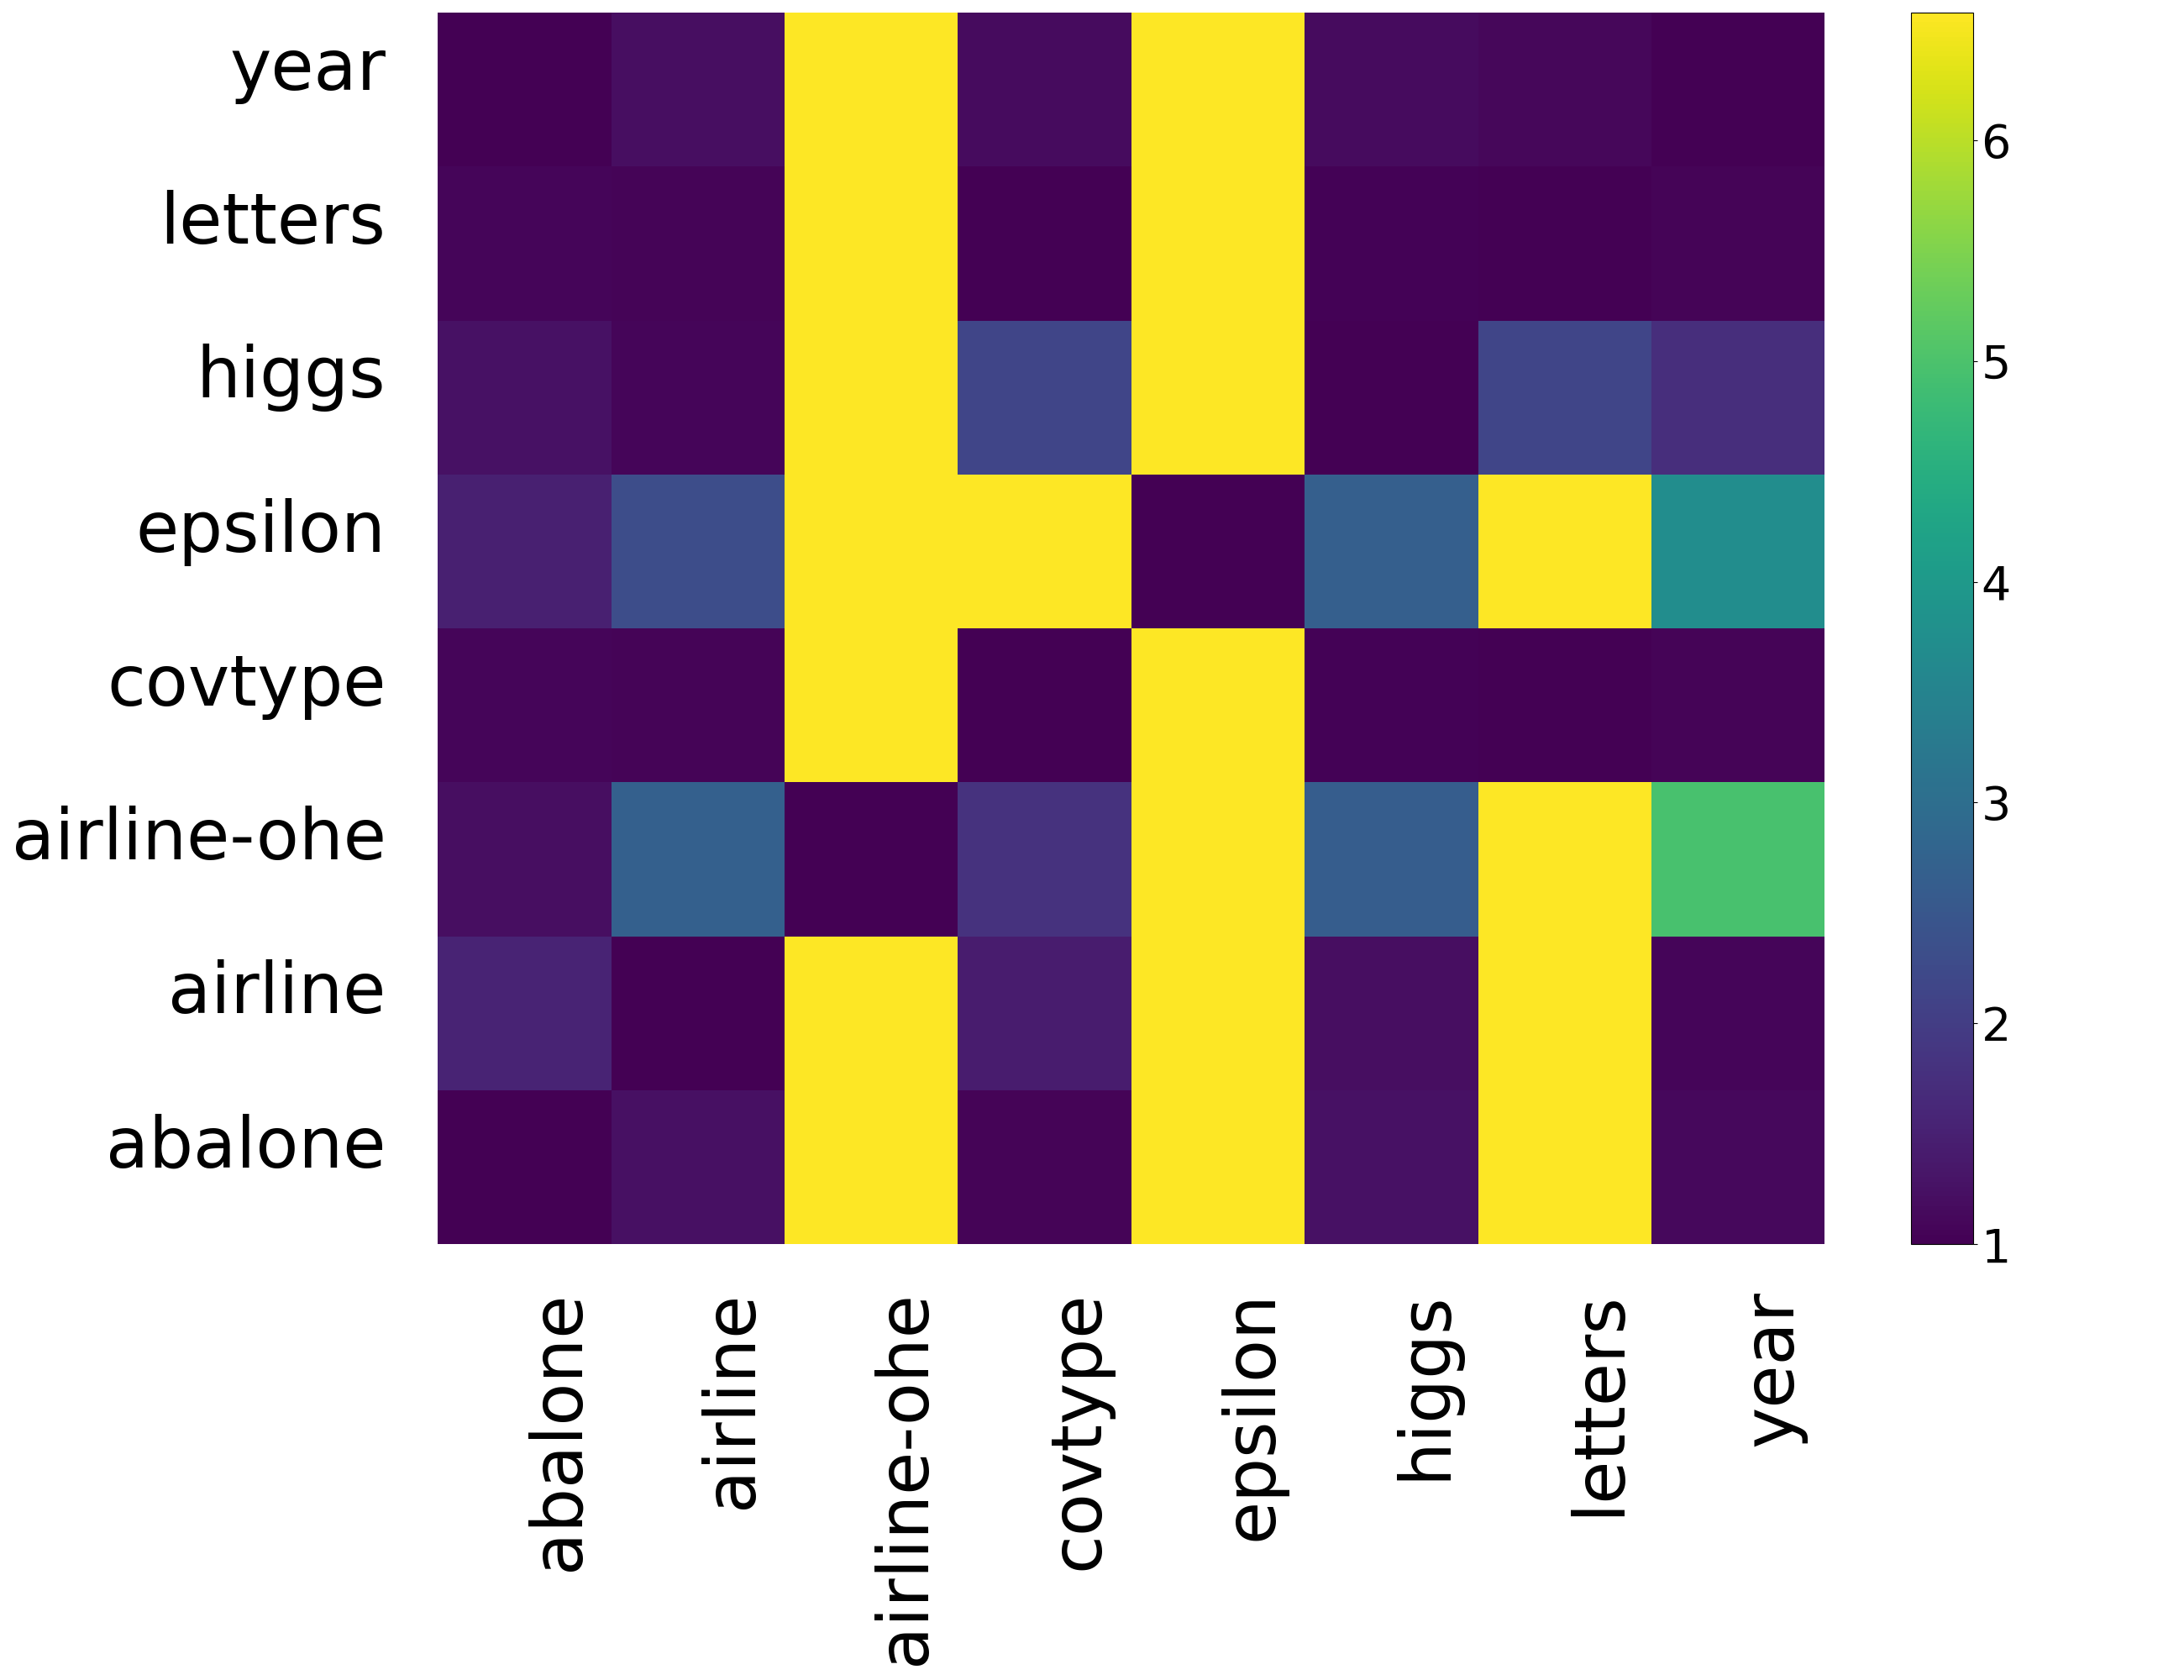 year
letters
higgs
epsilon
covtype
airline-ohe
airline
abalone
abalone
airline
airline-ohe
covtype
epsilon
higgs
letters
year
6
5
4
3
2
1